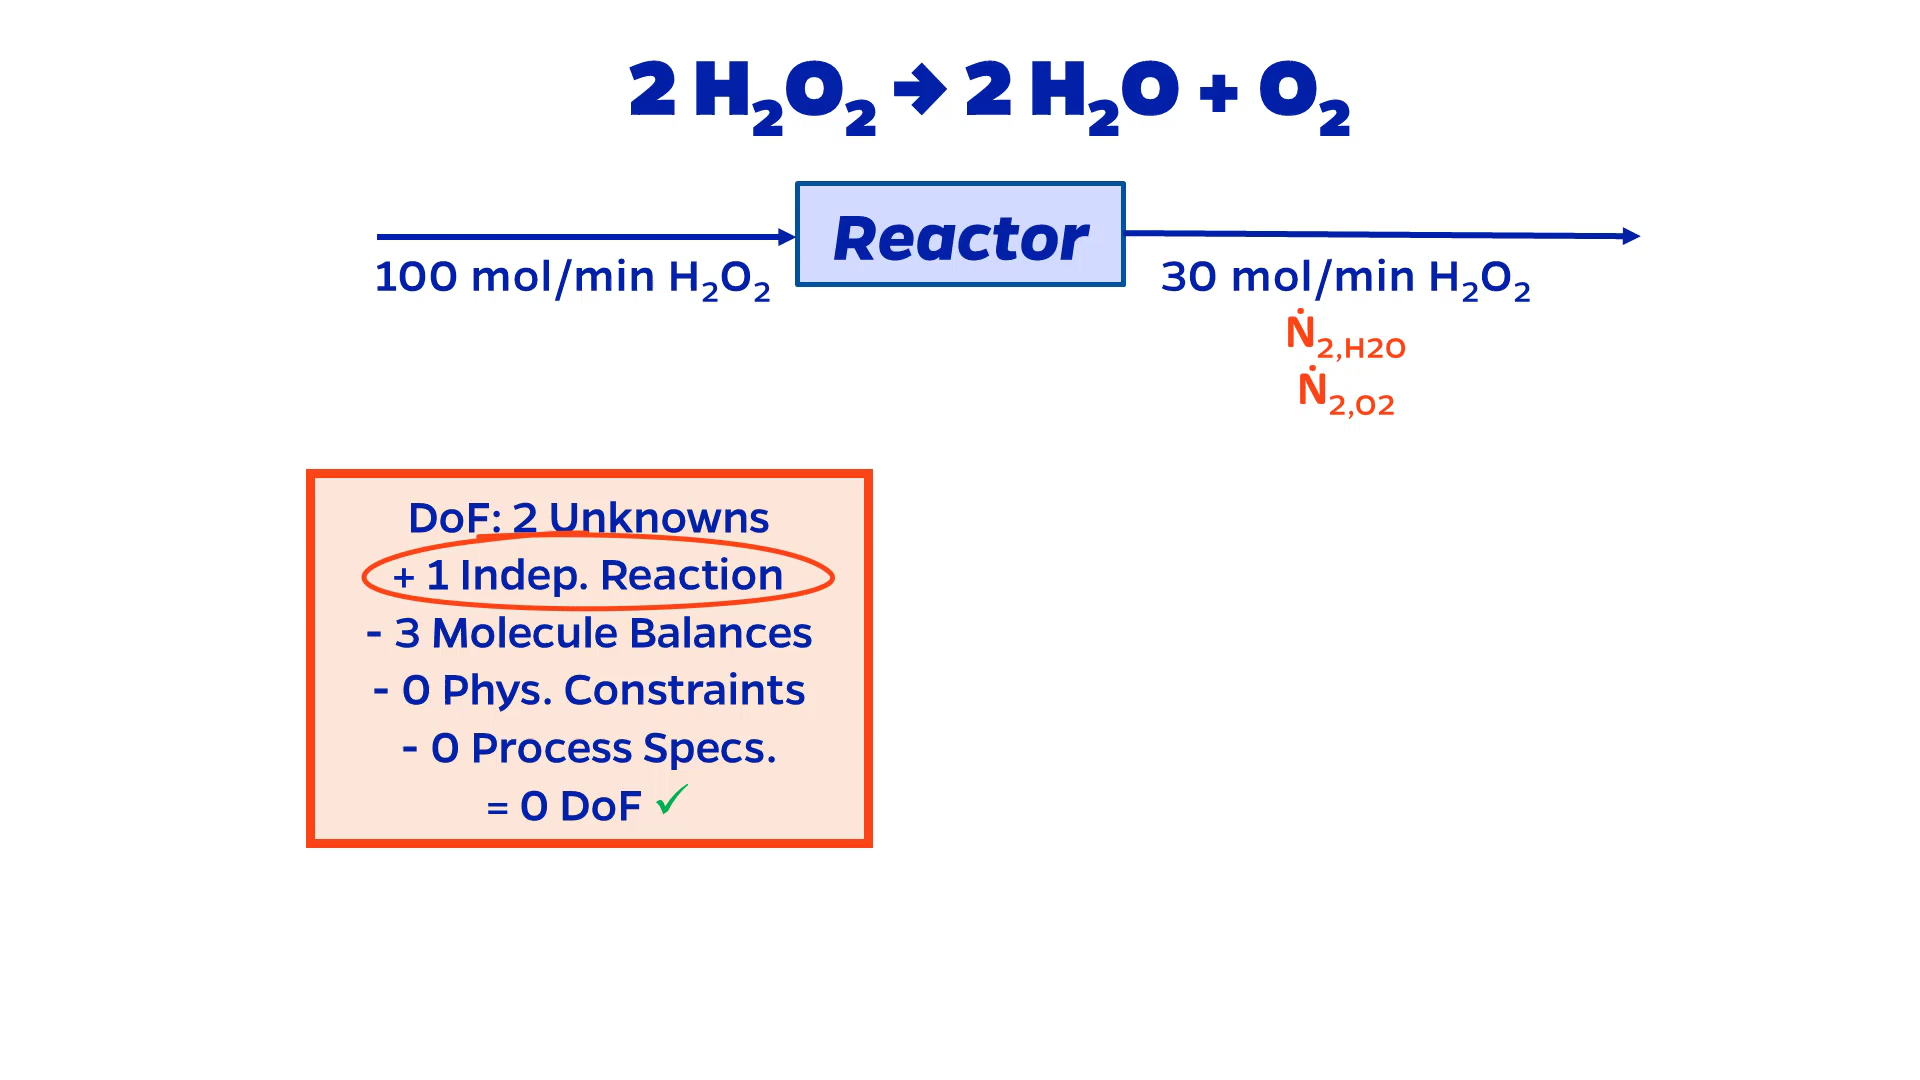 2 H₂O₂ → 2 H₂O + O₂
Reactor
100 mol/min H₂O₂
30 mol/min H₂O₂
Ṅ₂,H2O
Ṅ₂,O2
DoF: 2 Unknowns
+ 1 Indep. Reaction
- 3 Molecule Balances
- 0 Phys. Constraints
- 0 Process Specs.
= 0 DoF ✓